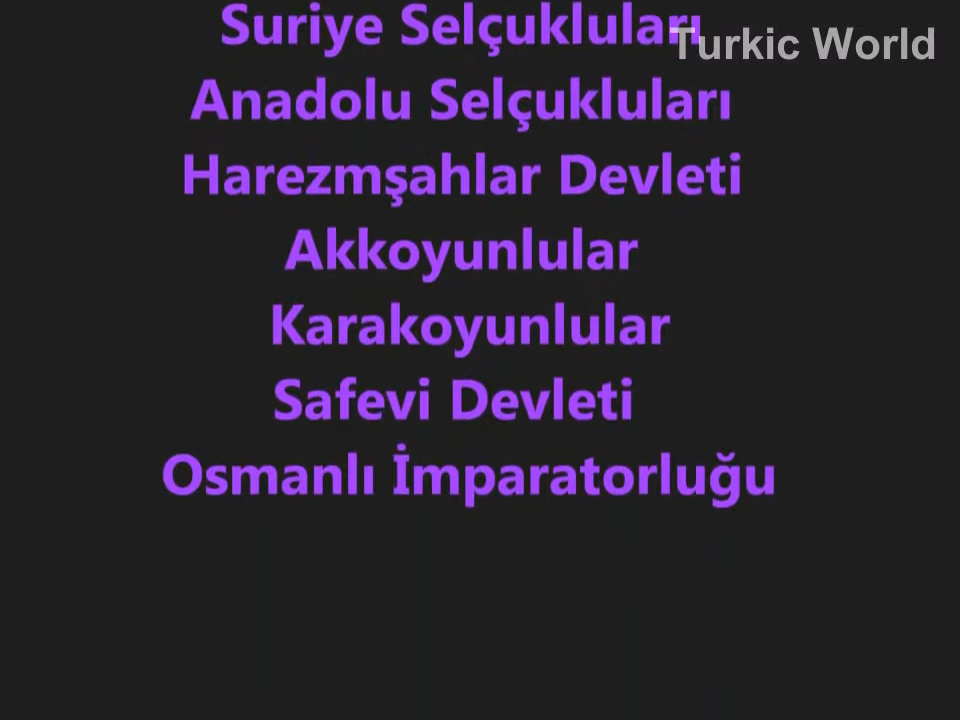 Suriye Selçukluları
Turkic World
Anadolu Selçukluları
Harezmşahlar Devleti
Akkoyunlular
Karakoyunlular
Safevi Devleti
Osmanlı İmparatorluğu